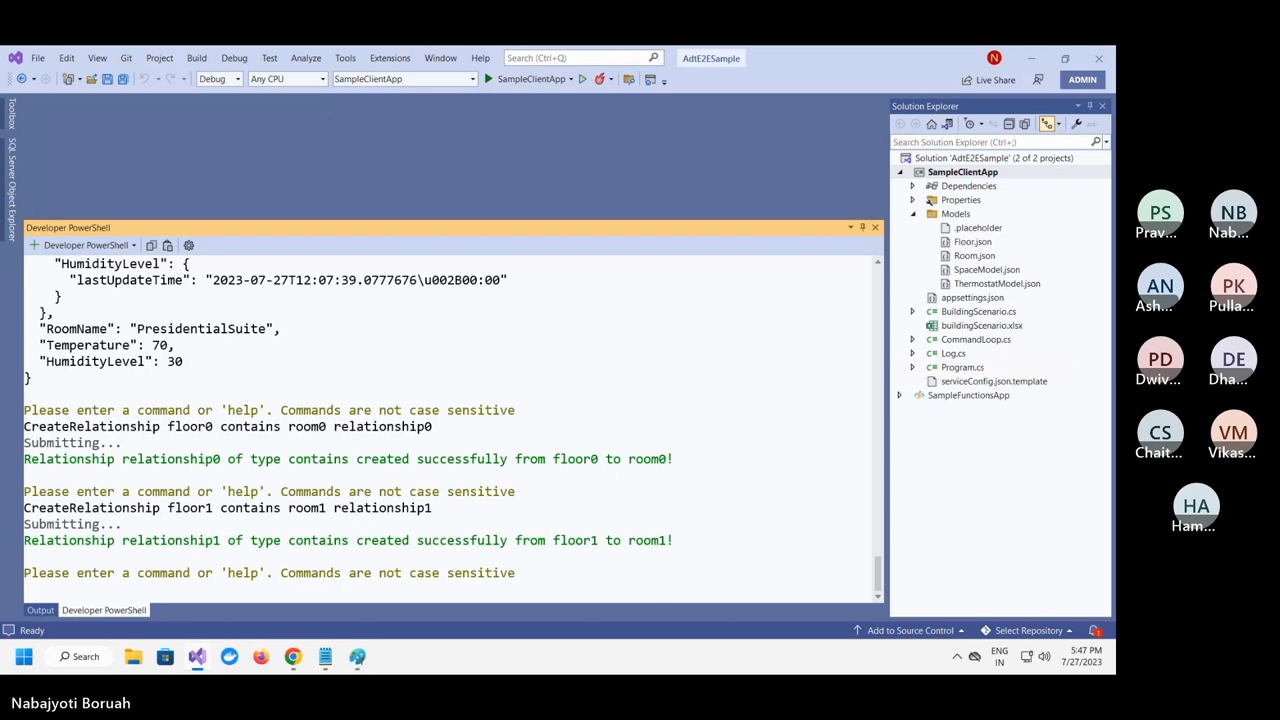 File Edit View Git Project Build Debug Test Analyze Tools Extensions Window Help Search (Ctrl+Q) AdtE2ESample N
Debug Any CPU SampleClientApp SampleClientApp Live Share ADMIN
Toolbox
SQL Server Object Explorer
Developer PowerShell
Developer PowerShell
"HumidityLevel": {
"lastUpdateTime": "2023-07-27T12:07:39.0777676\u002B00:00"
}
},
"RoomName": "PresidentialSuite",
"Temperature": 70,
"HumidityLevel": 30
}
Please enter a command or 'help'. Commands are not case sensitive
CreateRelationship floor0 contains room0 relationship0
Submitting...
Relationship relationship0 of type contains created successfully from floor0 to room0!
Please enter a command or 'help'. Commands are not case sensitive
CreateRelationship floor1 contains room1 relationship1
Submitting...
Relationship relationship1 of type contains created successfully from floor1 to room1!
Please enter a command or 'help'. Commands are not case sensitive
Output Developer PowerShell
Solution Explorer
Search Solution Explorer (Ctrl+;)
Solution 'AdtE2ESample' (2 of 2 projects)
SampleClientApp
Dependencies
Properties
Models
.placeholder
Floor.json
Room.json
SpaceModel.json
ThermostatModel.json
appsettings.json
BuildingScenario.cs
buildingScenario.xlsx
CommandLoop.cs
Log.cs
Program.cs
serviceConfig.json.template
SampleFunctionsApp
Ready Add to Source Control Select Repository 1
Search ENG IN 5:47 PM 7/27/2023
PS NB
Prav... Nab...
AN PK
Ash... Pulla...
PD DE
Dwiv... Dha...
CS VM
Chait... Vikas...
HA
Ham...
Nabajyoti Boruah